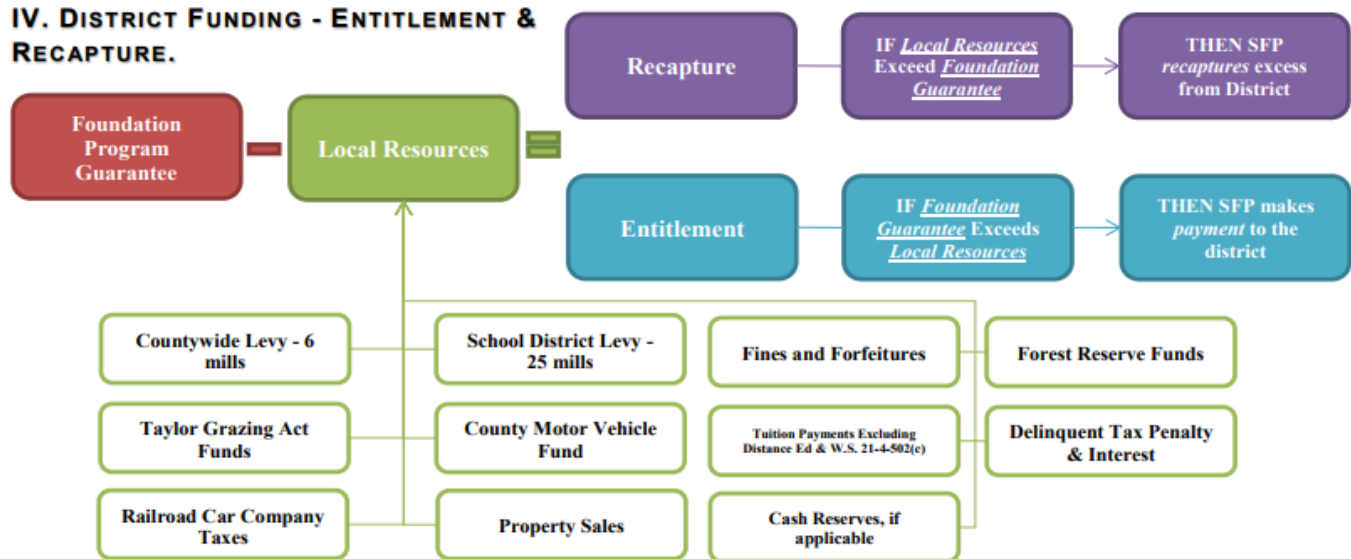 IV. DISTRICT FUNDING - ENTITLEMENT &
RECAPTURE.
Foundation
Program
Guarantee
Local Resources
Recapture
IF Local Resources
Exceed Foundation
Guarantee
THEN SFP
recaptures excess
from District
Entitlement
IF Foundation
Guarantee Exceeds
Local Resources
THEN SFP makes
payment to the
district
Countywide Levy - 6
mills
School District Levy -
25 mills
Fines and Forfeitures
Forest Reserve Funds
Taylor Grazing Act
Funds
County Motor Vehicle
Fund
Tuition Payments Excluding
Distance Ed & W.S. 21-4-502(c)
Delinquent Tax Penalty
& Interest
Railroad Car Company
Taxes
Property Sales
Cash Reserves, if
applicable